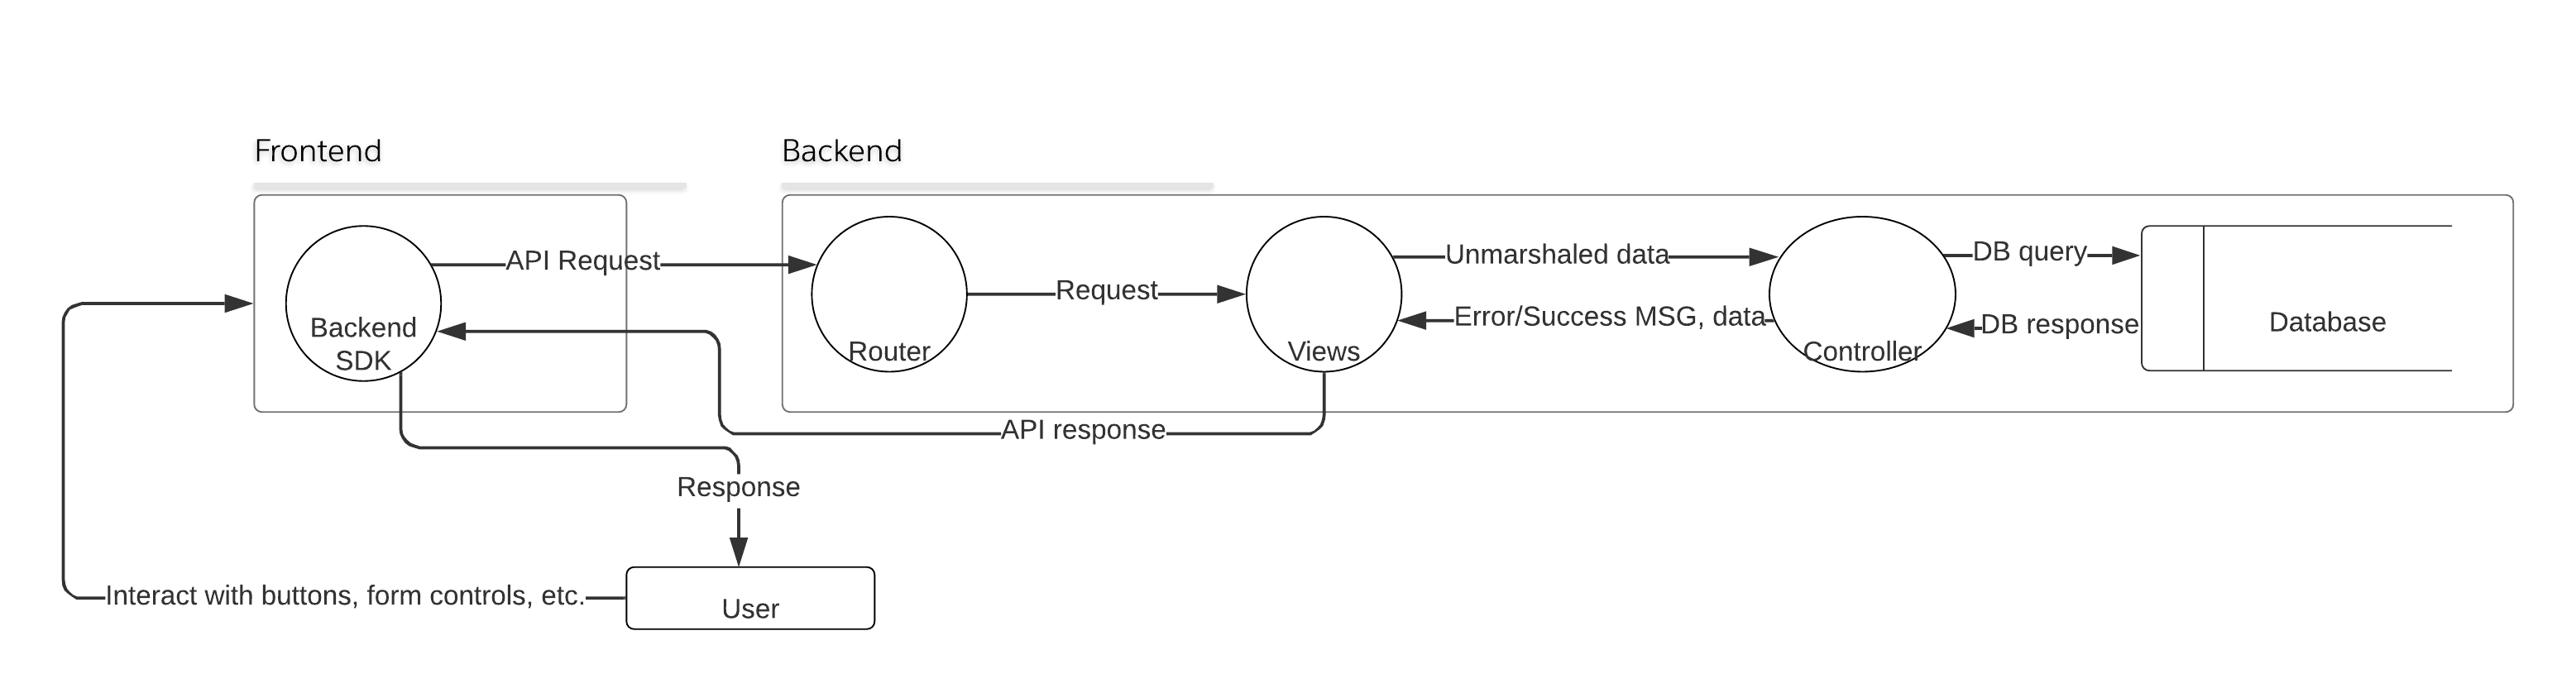 Frontend
Backend
API Request
Unmarshaled data
DB query
Request
Error/Success MSG, data
DB response
Backend
SDK
Router
Views
Controller
Database
API response
Response
Interact with buttons, form controls, etc.
User